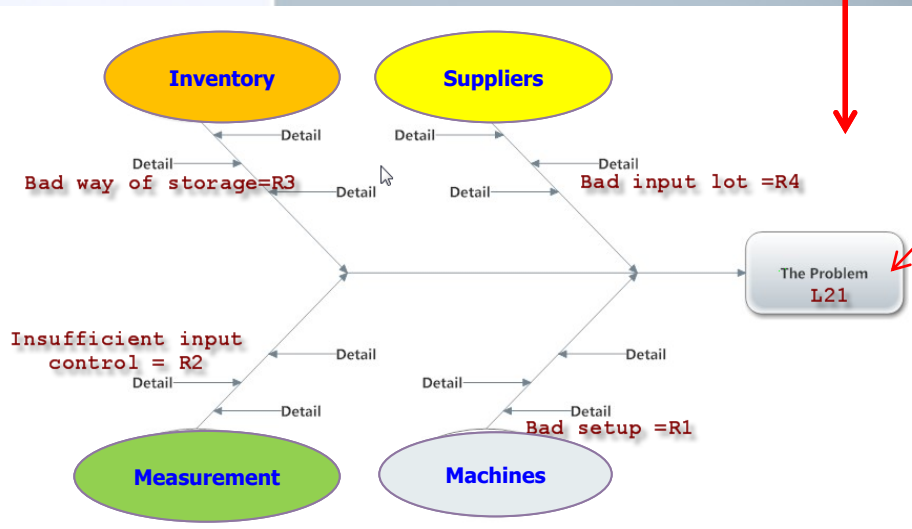 Inventory
Suppliers
Detail
Detail
Detail
Detail
Bad way of storage=R3
Bad input lot =R4
Detail
Detail
The Problem
L21
Insufficient input
control = R2
Detail
Detail
Detail
Detail
Detail
Detail
Bad setup =R1
Measurement
Machines